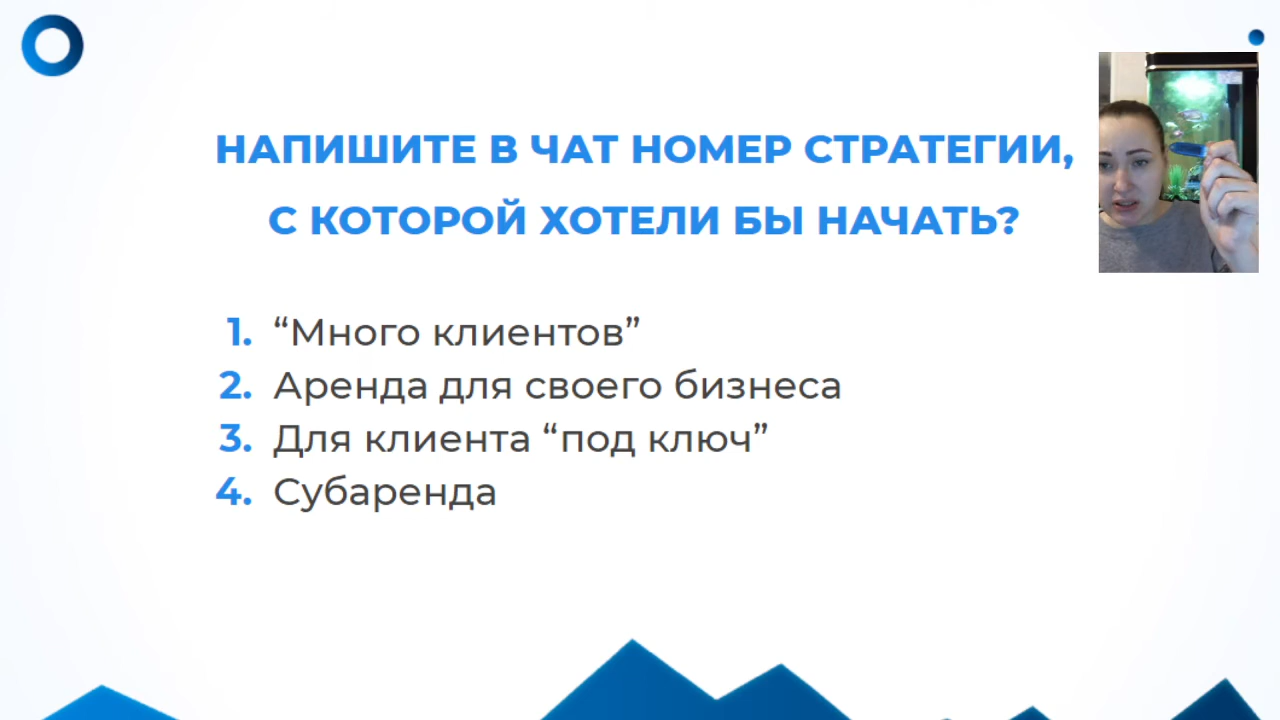 НАПИШИТЕ В ЧАТ НОМЕР СТРАТЕГИИ,
С КОТОРОЙ ХОТЕЛИ БЫ НАЧАТЬ?
1. “Много клиентов”
2. Аренда для своего бизнеса
3. Для клиента “под ключ”
4. Субаренда